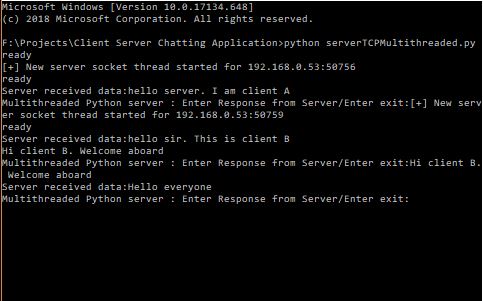 Microsoft Windows [Version 10.0.17134.648]
(c) 2018 Microsoft Corporation. All rights reserved.
F:\Projects\Client Server Chatting Application>python serverTCPMultithreaded.py
ready
[+] New server socket thread started for 192.168.0.53:50756
ready
Server received data:hello server. I am client A
Multithreaded Python server : Enter Response from Server/Enter exit:[+] New serv
er socket thread started for 192.168.0.53:50759
ready
Server received data:hello sir. This is client B
Hi client B. Welcome aboard
Multithreaded Python server : Enter Response from Server/Enter exit:Hi client B.
 Welcome aboard
Server received data:Hello everyone
Multithreaded Python server : Enter Response from Server/Enter exit: